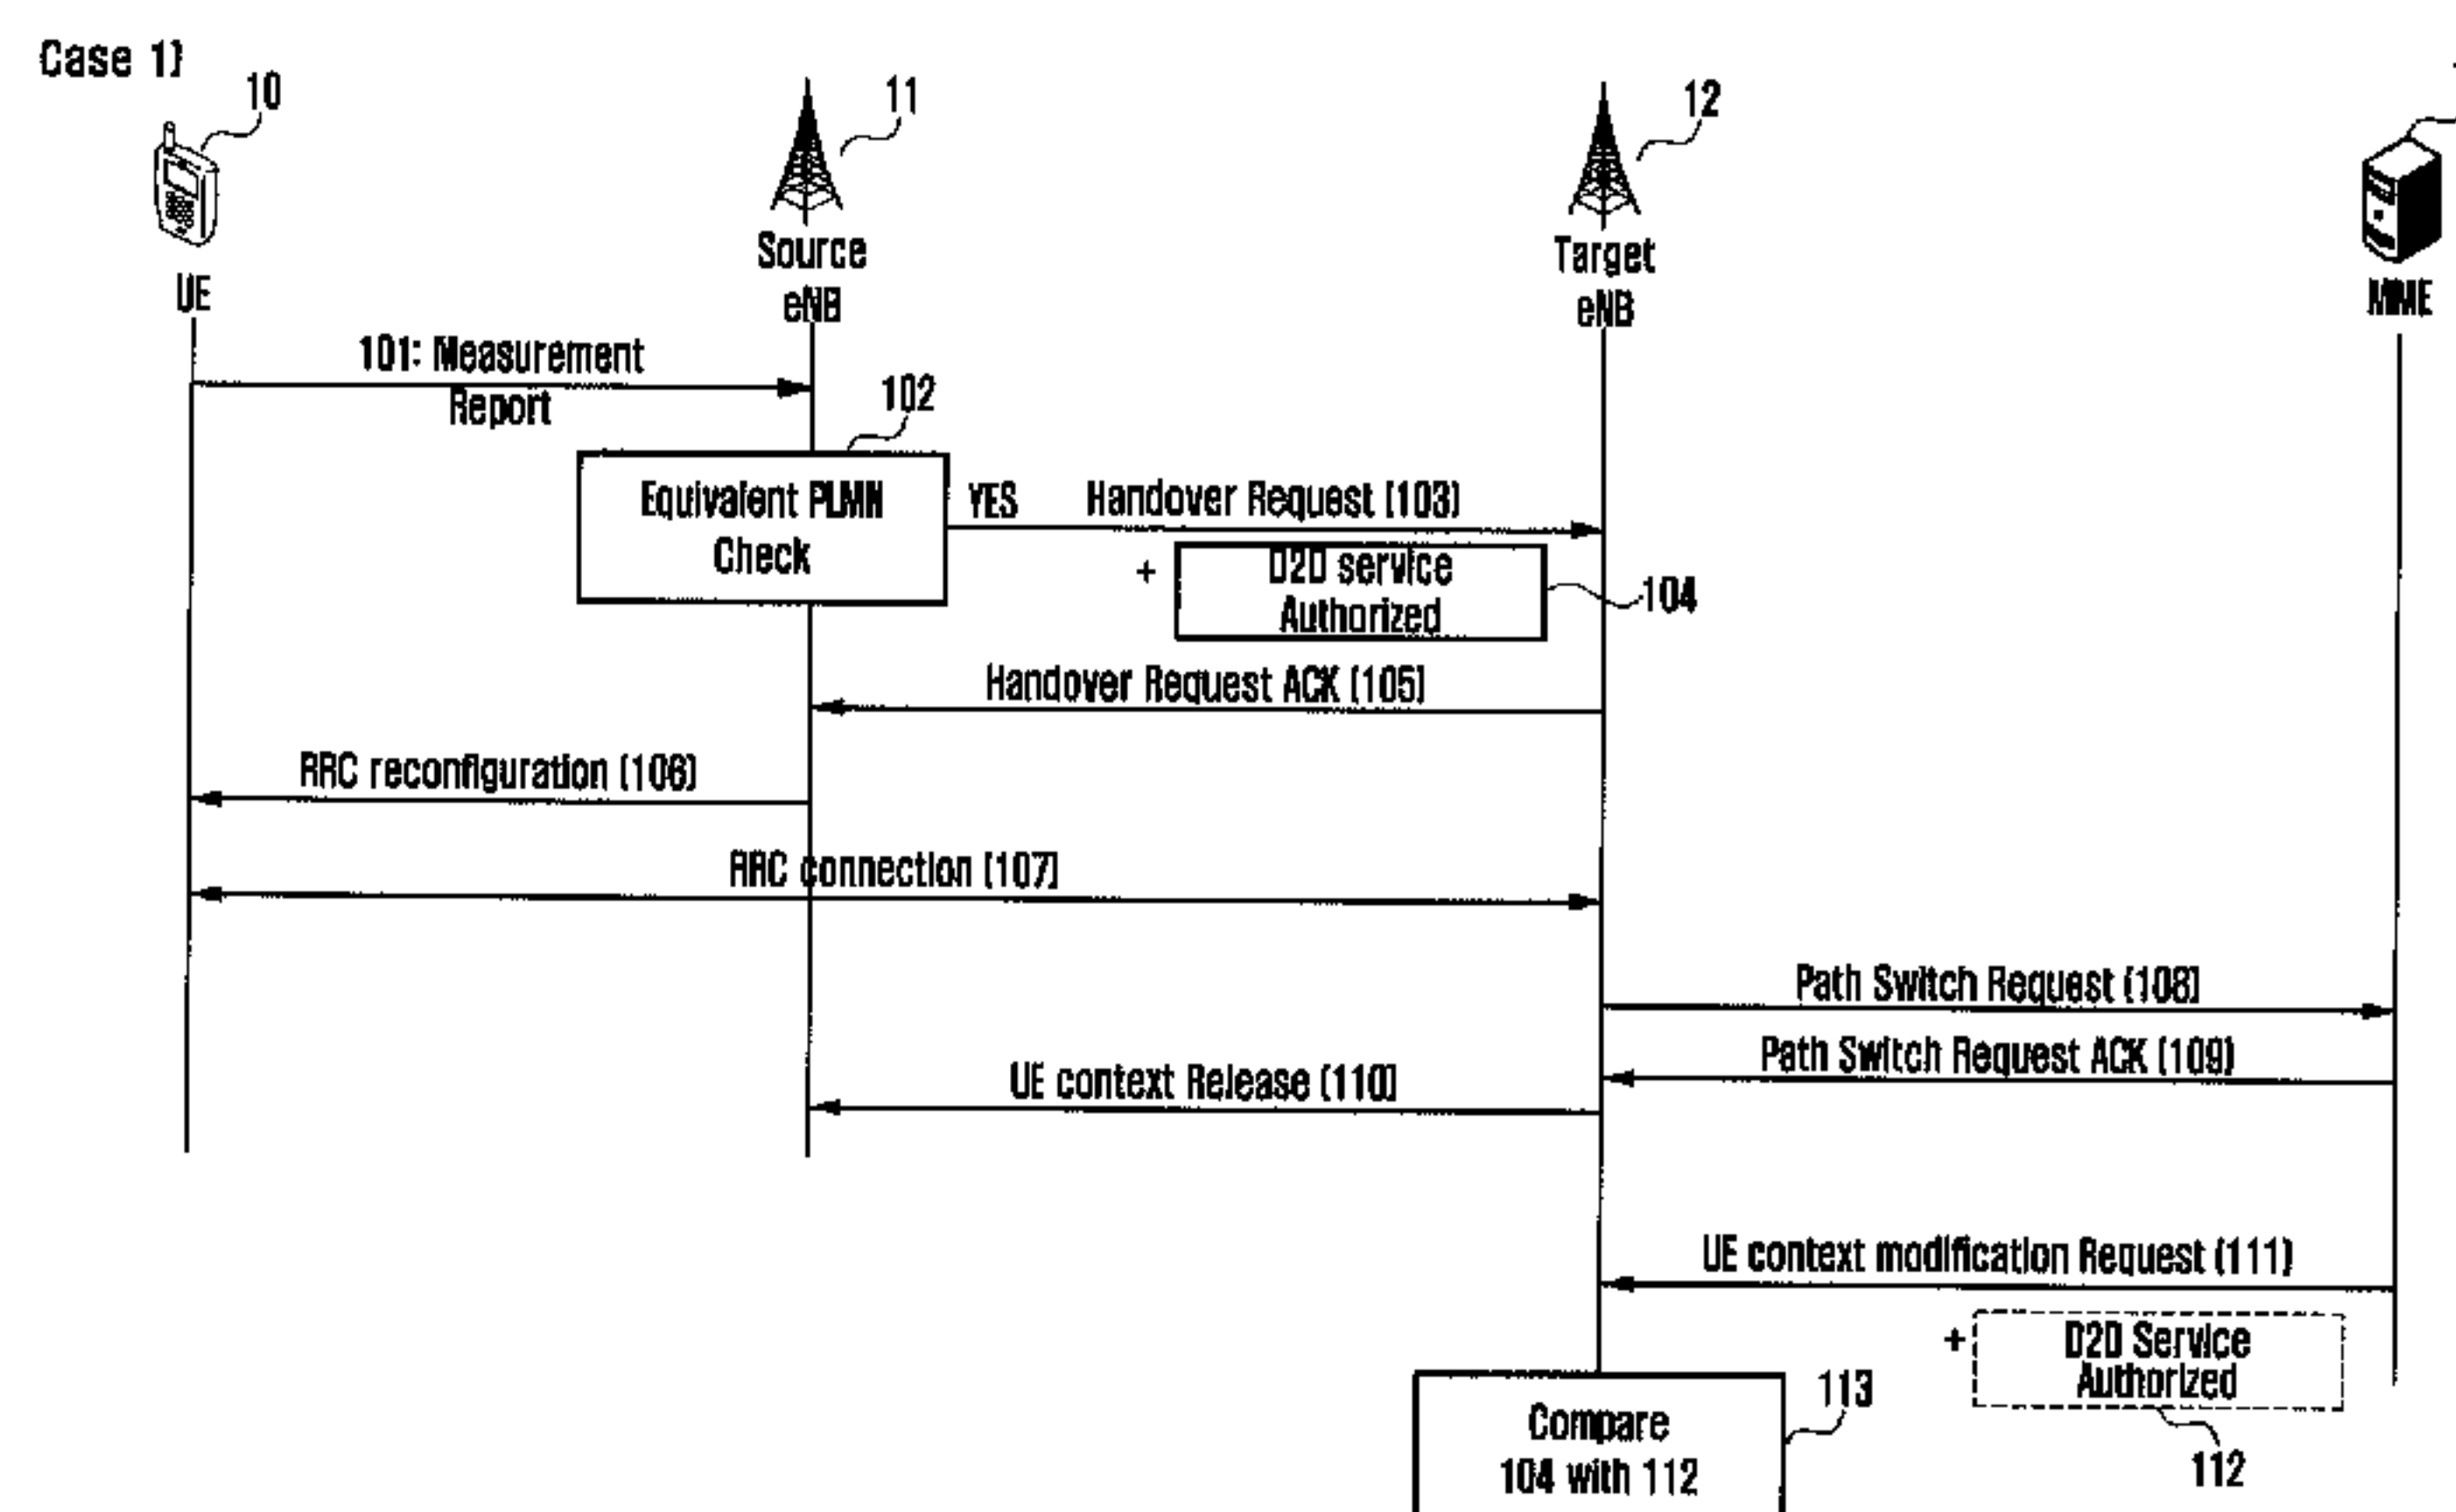 Case 1)
10
11
12
UE
Source
eNB
Target
eNB
MME
101: Measurement
Report
102
Equivalent PLMN
Check
YES
Handover Request (103)
+
D2D service
Authorized
104
Handover Request ACK (105)
RRC reconfiguration (106)
RRC connection (107)
Path Switch Request (108)
Path Switch Request ACK (109)
UE context Release (110)
UE context modification Request (111)
+
D2D Service
Authorized
112
113
Compare
104 with 112